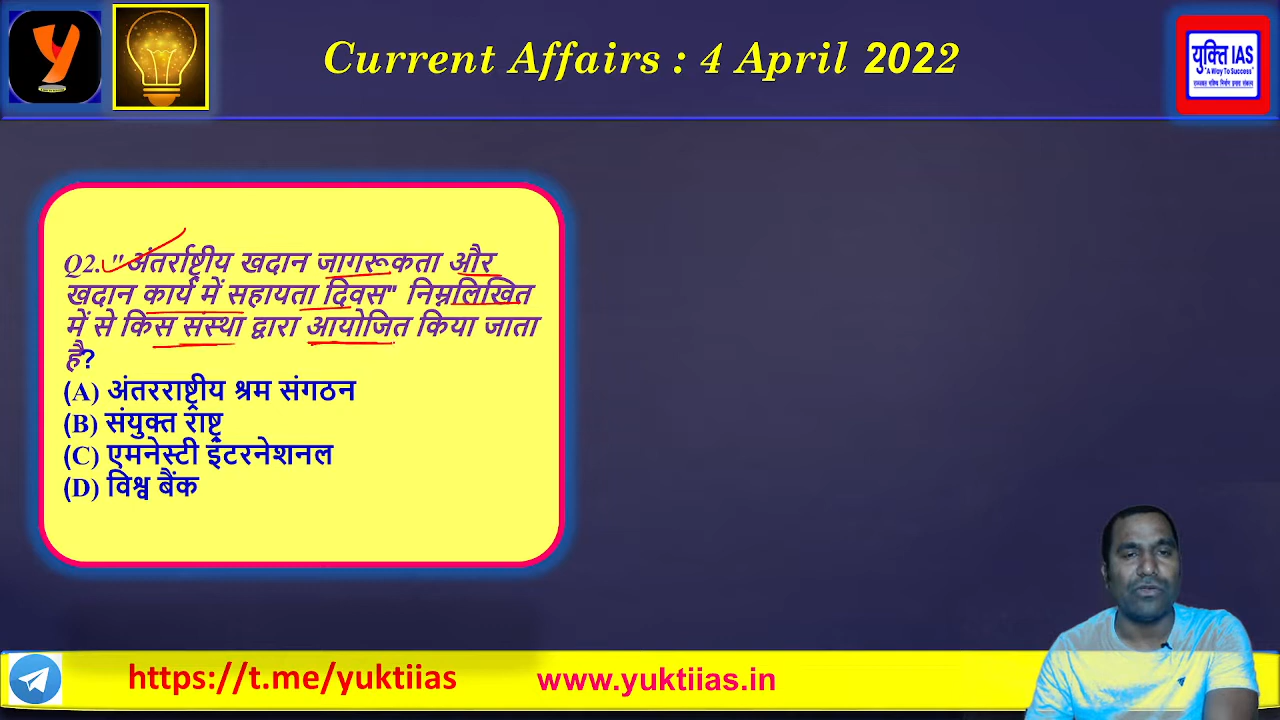 Current Affairs : 4 April 2022
युक्ति IAS
"A Way To Success"
Q2. " अंतर्राष्ट्रीय खदान जागरूकता और
खदान कार्य में सहायता दिवस" निम्नलिखित
में से किस संस्था द्वारा आयोजित किया जाता
है?
(A) अंतरराष्ट्रीय श्रम संगठन
(B) संयुक्त राष्ट्र
(C) एमनेस्टी इंटरनेशनल
(D) विश्व बैंक
https://t.me/yuktiias
www.yuktiias.in